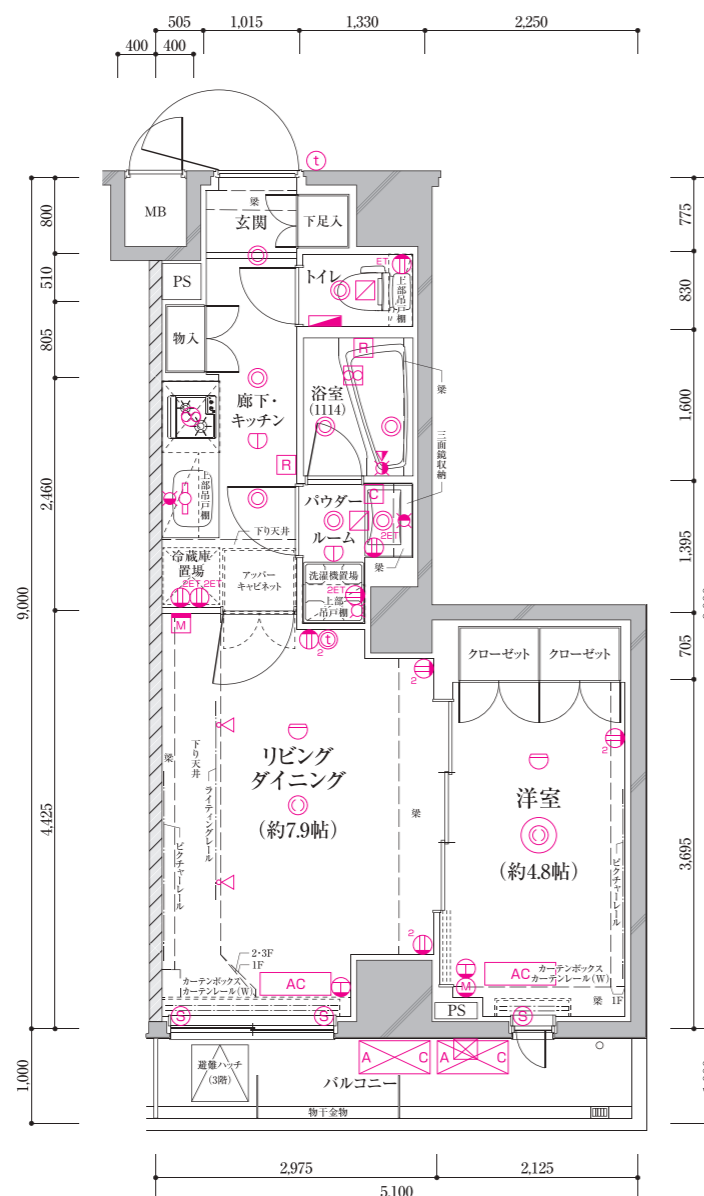 505 1,015 1,330 2,250
400 400
t
梁
MB
玄関
下足入
800
775
PS
トイレ
ET
上部吊戸棚
510
830
物入
805
R
浴室
(1114)
梁
廊下・
キッチン
1,600
三面鏡収納
R
C
上部吊戸棚
パウダー
ルーム
2ET
2,460
1,395
下り天井
梁
冷蔵庫
置場
アッパー
キャビネット
洗濯機置場
2ET 2ET
2ET
上部
吊戸棚
9,000
M
2
t
クローゼット クローゼット
705
2
2
下り天井
梁
ライティングレール
ピクチャーレール
リビング
ダイニング
(約7.9帖)
梁
洋室
(約4.8帖)
ピクチャーレール
4,425
3,695
2
2・3F
1F
AC
カーテンボックス
カーテンレール(W)
M
AC
カーテンボックス
カーテンレール(W)
梁 1F
S S
PS
S
1,000
避難ハッチ
(3階)
A C
A C
バルコニー
物干金物
2,975 2,125
5,100